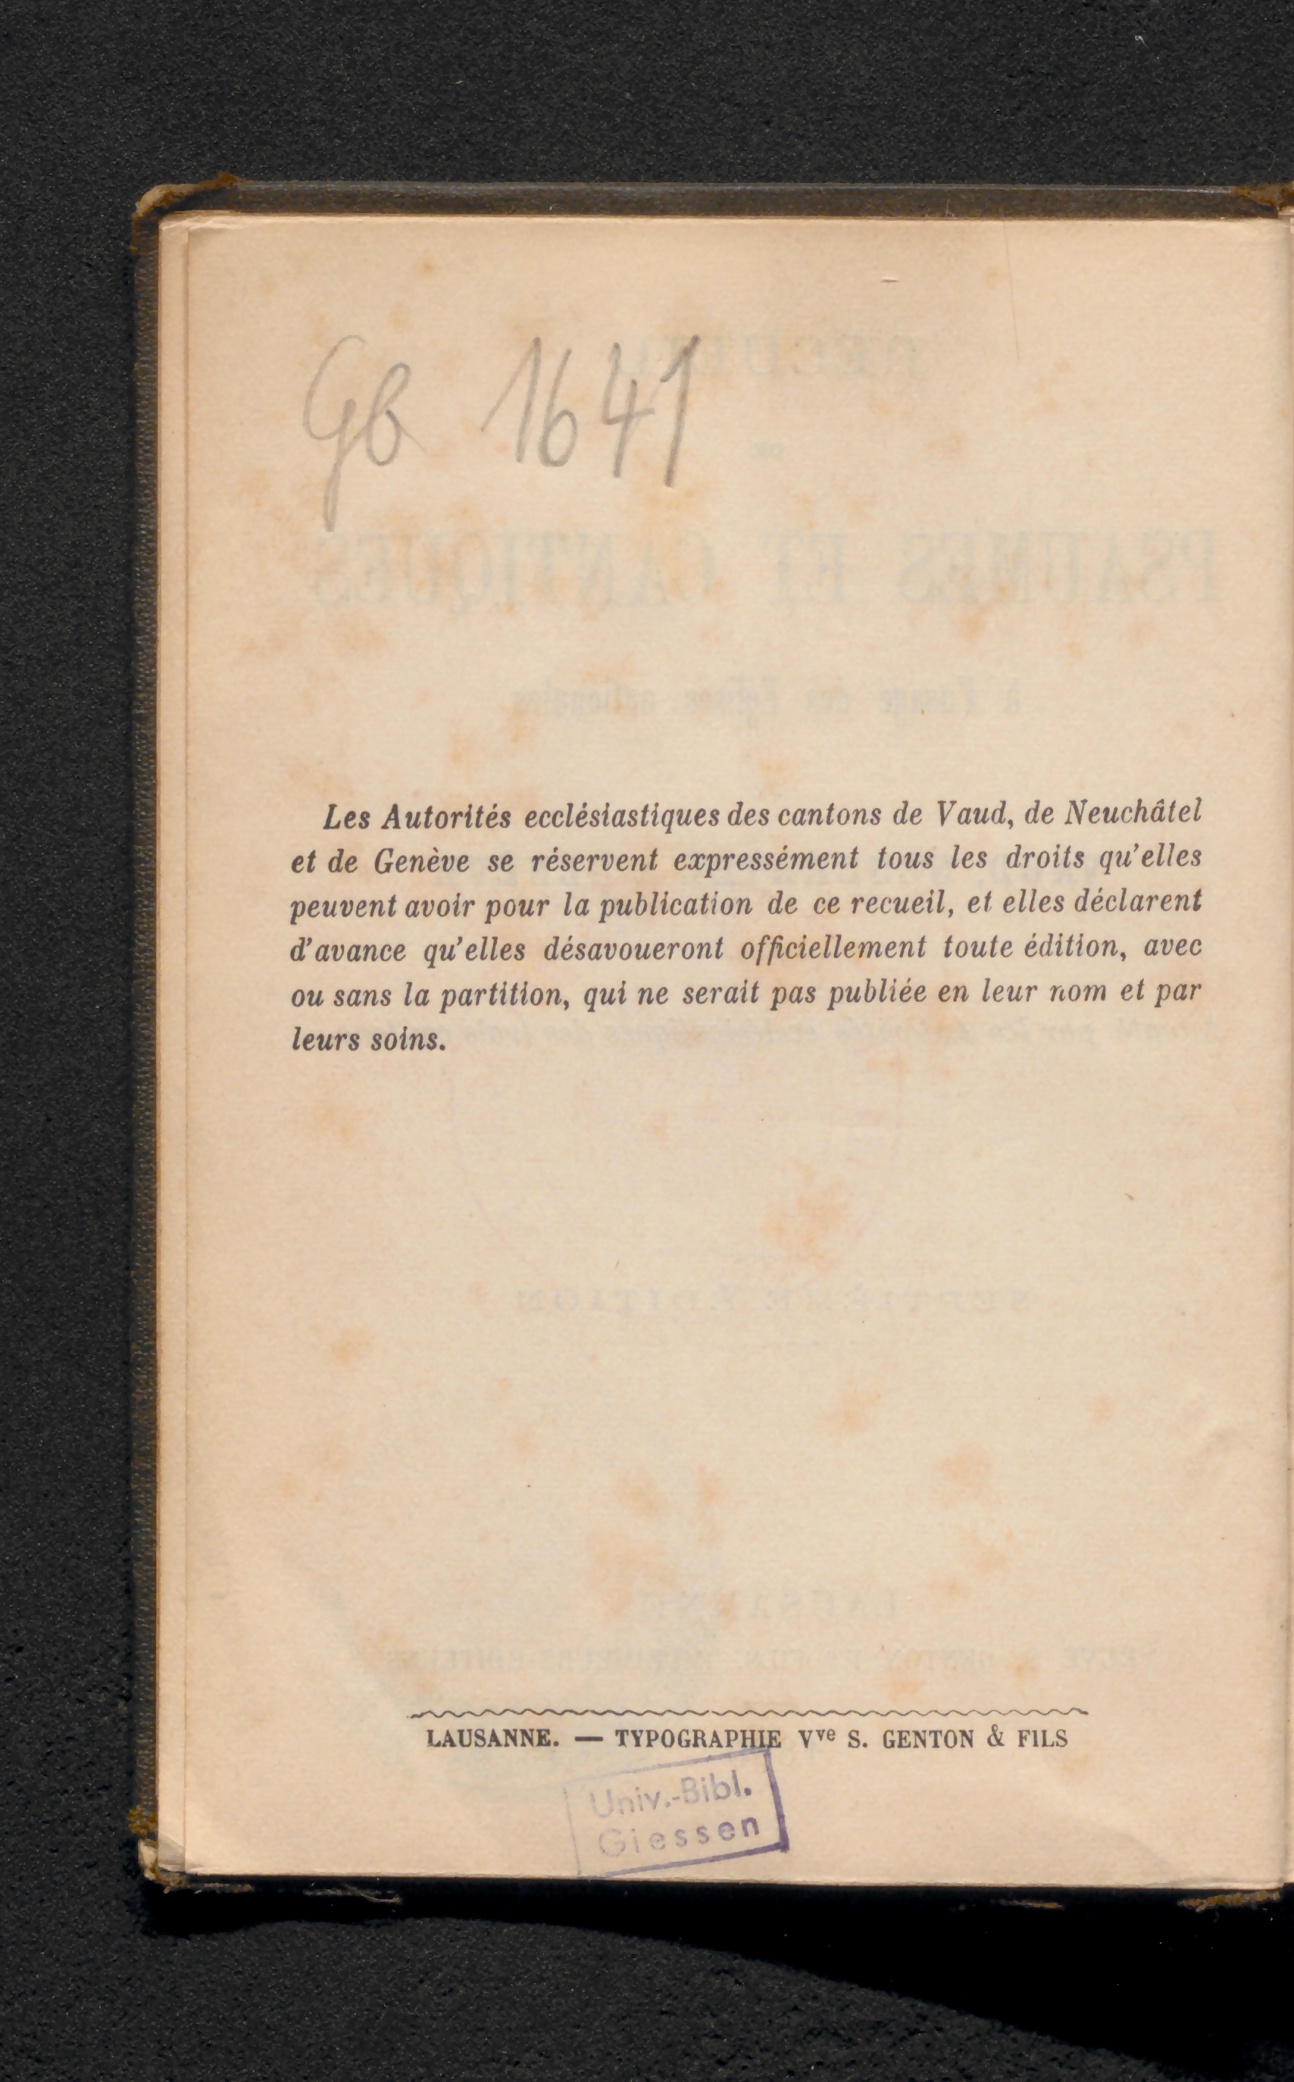 Gb 1641
Les Autorités ecclésiastiques des cantons de Vaud, de Neuchâtel
et de Genève se réservent expressément tous les droits qu'elles
peuvent avoir pour la publication de ce recueil, et elles déclarent
d'avance qu'elles désavoueront officiellement toute édition, avec
ou sans la partition, qui ne serait pas publiée en leur nom et par
leurs soins.
LAUSANNE. — TYPOGRAPHIE Vve S. GENTON & FILS
Univ.-Bibl.
Giessen